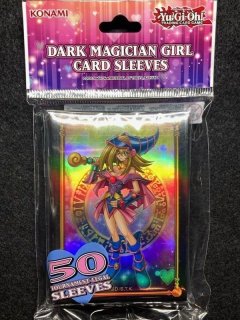 KONAMI
Yu-Gi-Oh!
TRADING CARD GAME
DARK MAGICIAN GIRL
CARD SLEEVES
50
TOURNAMENT-LEGAL
SLEEVES